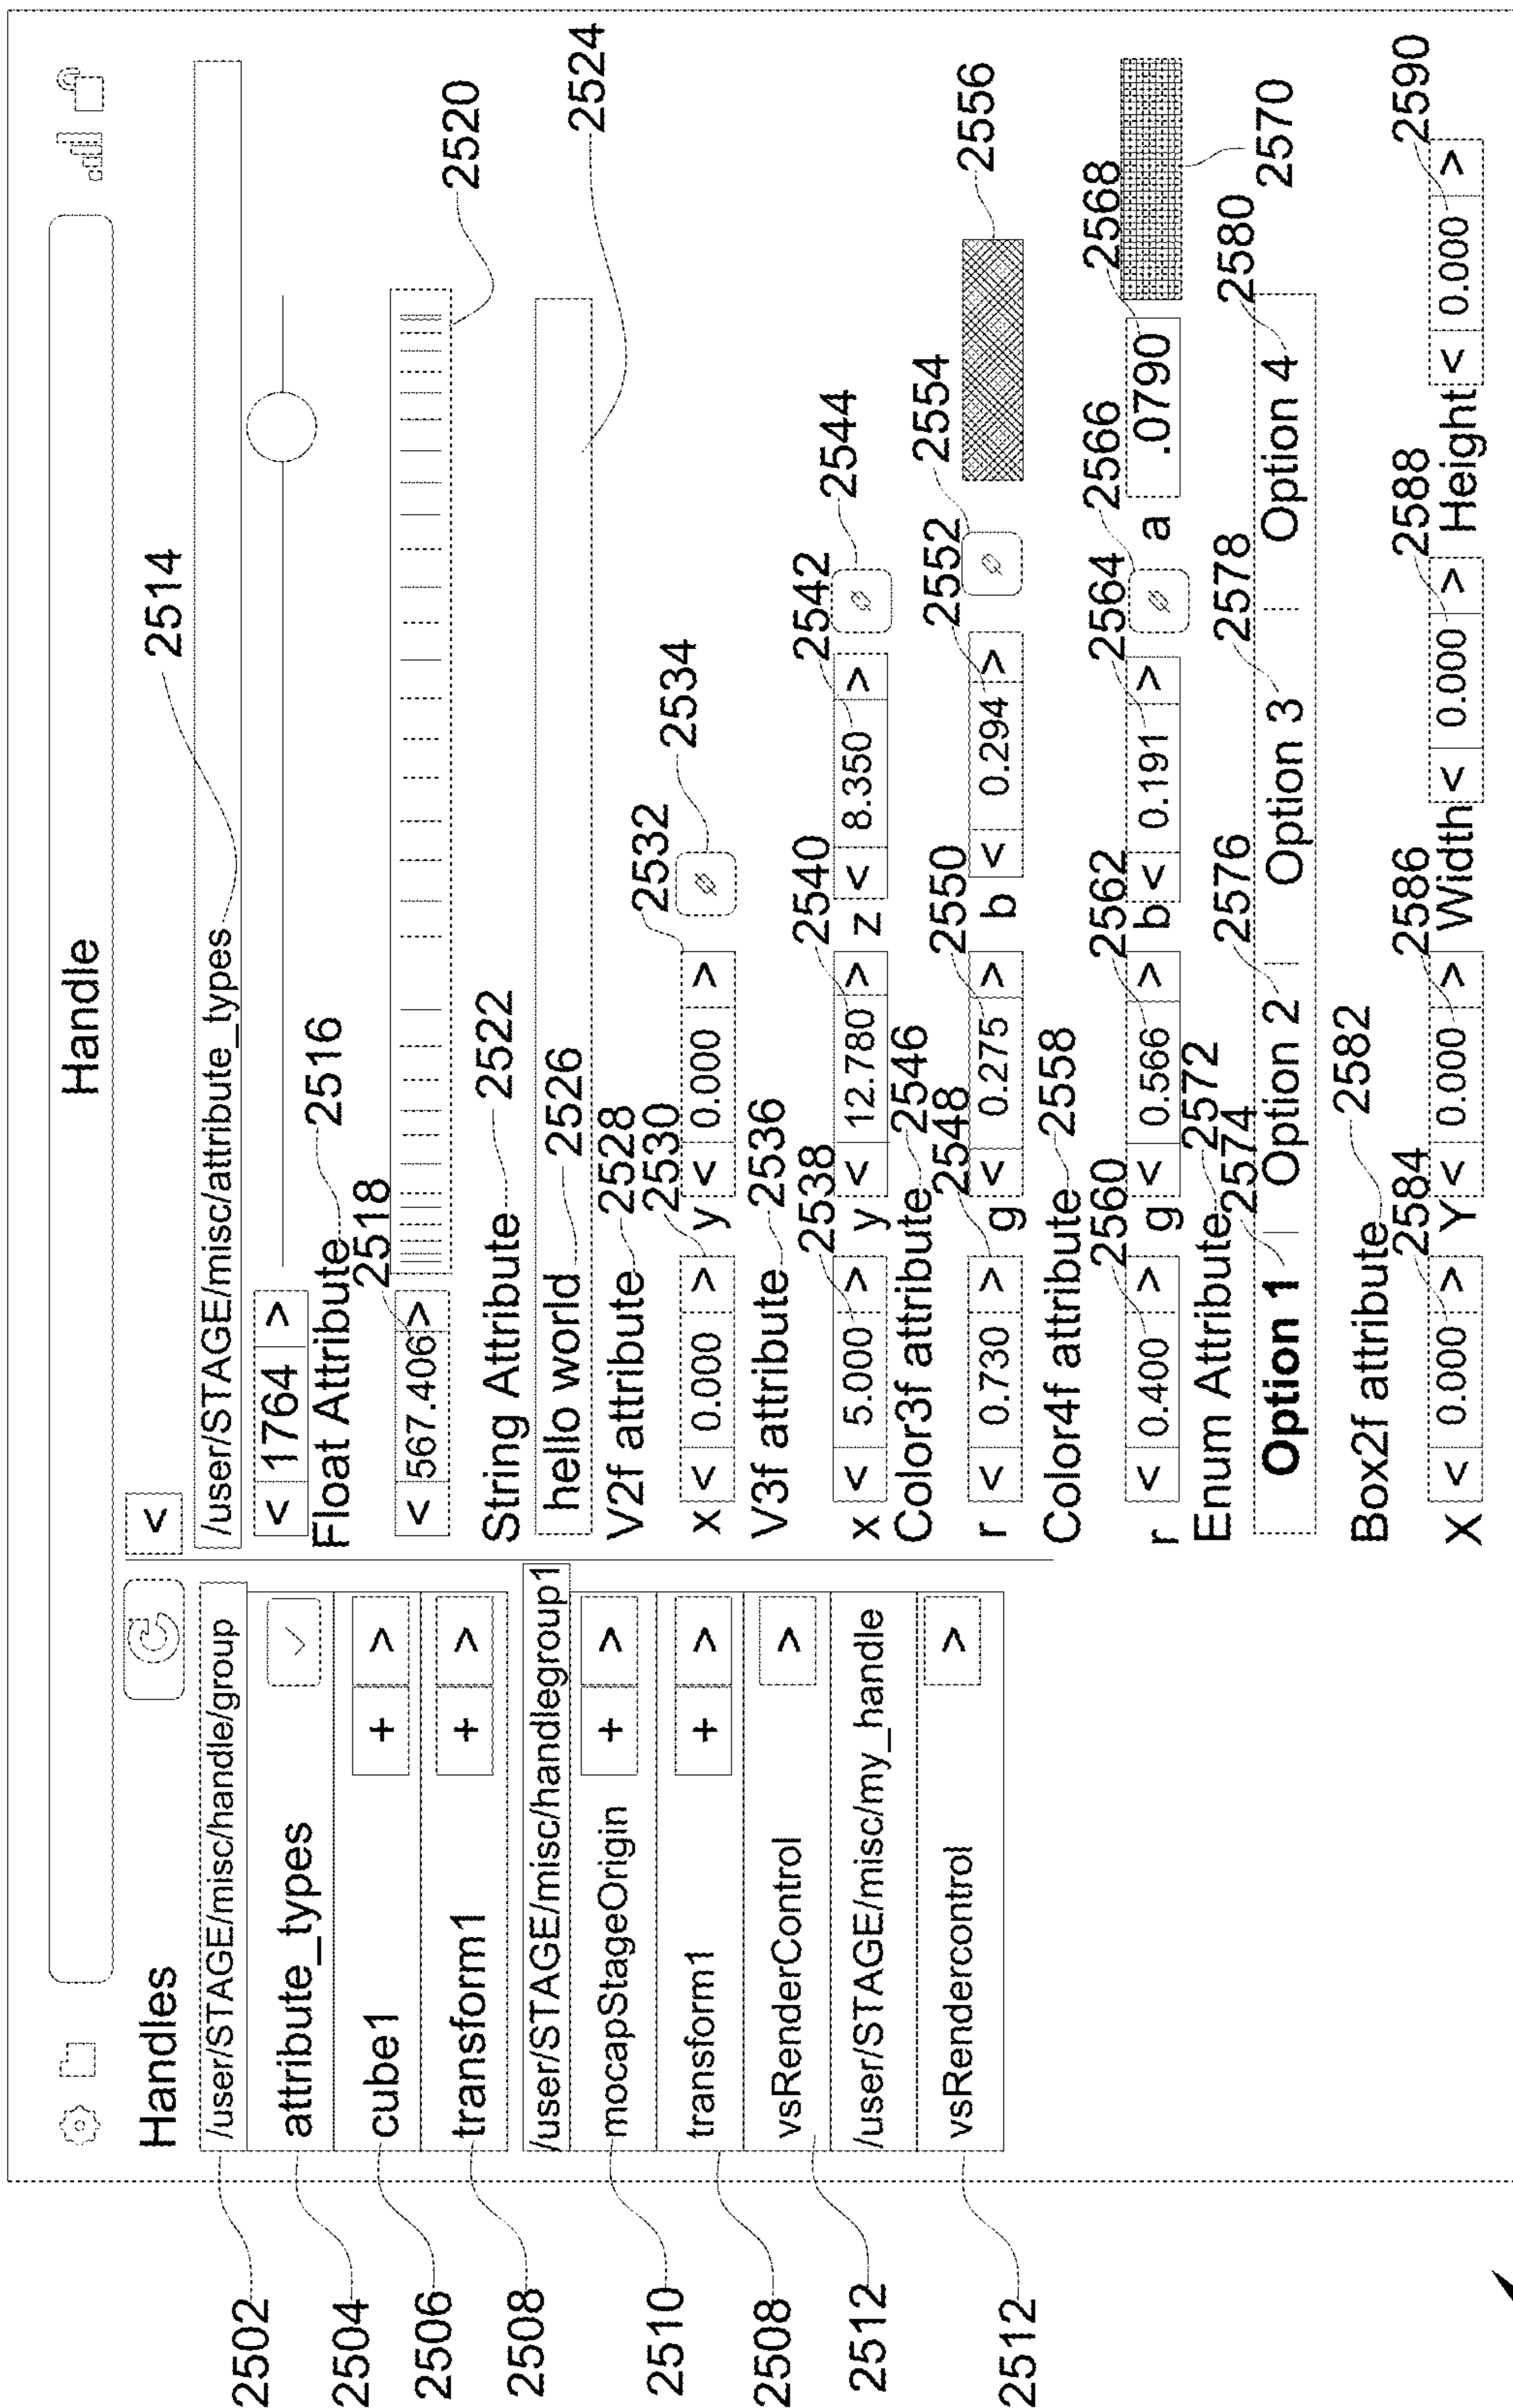 Handle
Handles
<
2514
2502 /user/STAGE/misc/handle/group
/user/STAGE/misc/attribute_types
2504 attribute_types
< 1764 >
2506 cube1 + >
Float Attribute 2516
2518
2508 transform1 + >
< 567.406 >
2520
/user/STAGE/misc/handlegroup1
String Attribute 2522
2510 mocapStageOrigin + >
hello world 2526
2524
2508 transform1 + >
V2f attribute 2528
2530 2532 2534
x < 0.000 > y < 0.000 >
2512 vsRenderControl >
V3f attribute 2536
2538 2540 2542 2544
/user/STAGE/misc/my_handle
x < 5.000 > y < 12.780 > z < 8.350 >
2512 vsRendercontrol >
Color3f attribute 2546
2548 2550 2552 2554 2556
r < 0.730 > g < 0.275 > b < 0.294 >
Color4f attribute 2558
2560 2562 2564 2566 2568
r < 0.400 > g < 0.566 > b < 0.191 > a .0790
2570
Enum Attribute 2572
2574 2576 2578 2580
Option 1 Option 2 Option 3 Option 4
Box2f attribute 2582
2584 2586 2588 2590
X < 0.000 > Y < 0.000 > Width < 0.000 > Height < 0.000 >